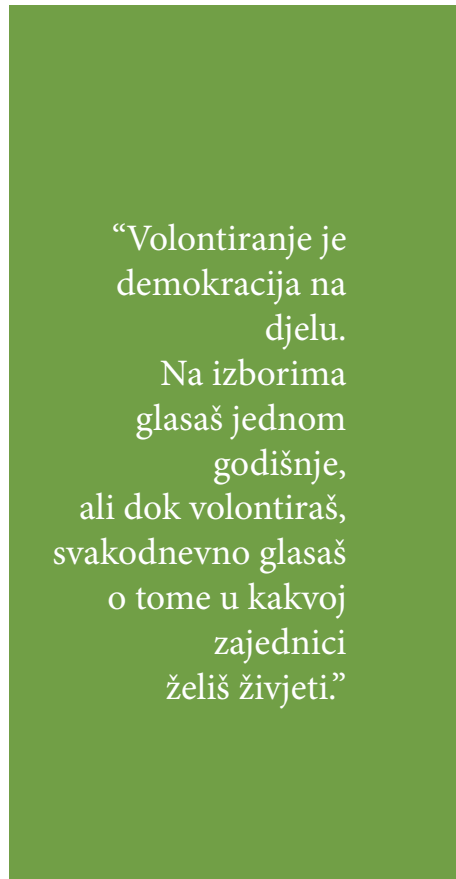 “Volontiranje je
demokracija na
djelu.
Na izborima
glasaš jednom
godišnje,
ali dok volontiraš,
svakodnevno glasaš
o tome u kakvoj
zajednici
želiš živjeti.”